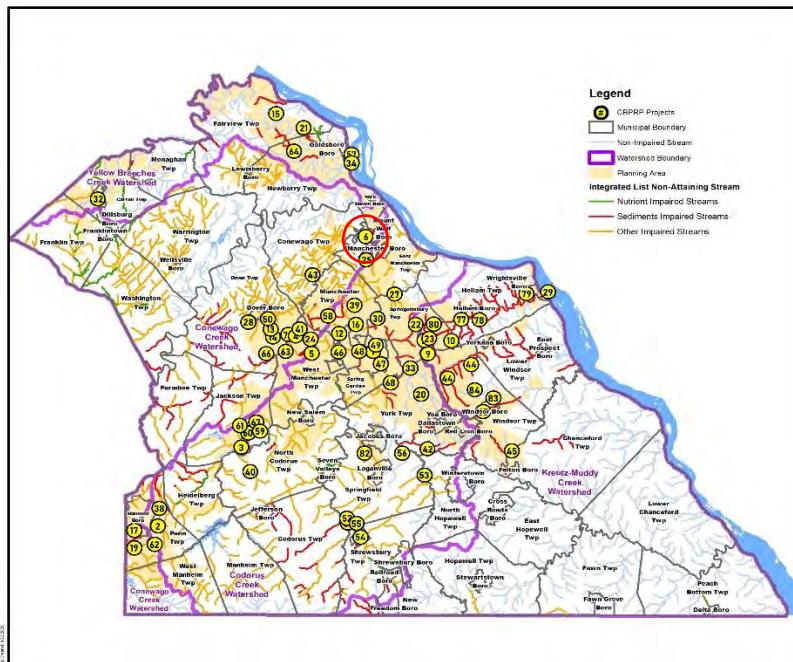 Legend
CBPRP Projects
Municipal Boundary
Non-Impaired Stream
Watershed Boundary
Planning Area
Integrated List Non-Attaining Stream
Nutrient Impaired Streams
Sediments Impaired Streams
Other Impaired Streams
15
Fairview Twp
21
Goldsboro
Boro
64
57
34
Monaghan
Twp
Lewisberry
Boro
Yellow Breeches
Creek Watershed
Newberry Twp
Carroll Twp
32
Dillsburg
Boro
Franklintown
Boro
Franklin Twp
Warrington
Twp
Wellsville
Boro
Washington
Twp
York
Haven Boro
Mount
Wolf
Boro
6
Manchester Boro
25
East
Manchester
Twp
Conewago Twp
43
Dover Twp
Manchester
Twp
27
Wrightsville
Boro
Hellam Twp
79
29
Dover Boro
28
50
13
14
7
4
41
24
58
39
16
30
12
Springettsbury
Twp
22
80
23
Hallam Boro
77
78
Conewago
Creek
Watershed
66
63
5
46
48
49
47
9
10
Yorkana Boro
East
Prospect
Boro
Lower
Windsor Twp
Paradise Twp
Jackson Twp
West
Manchester
Twp
Spring
Garden Twp
33
68
44
44
84
20
83
Windsor Boro
Windsor Twp
York Twp
Yoe Boro
Dallastown
Boro
Red Lion Boro
New Salem
Boro
61
67
60
59
3
North
Codorus
Twp
40
Seven
Valleys
Boro
Jacobus Boro
82
Loganville
Boro
56
42
53
Springfield
Twp
Winterstown
Boro
Chanceford
Twp
45
Felton Boro
Kreutz-Muddy
Creek
Watershed
Heidelberg
Twp
Jefferson
Boro
Hanover
Boro
38
17
2
Penn
Twp
19
62
Codorus Twp
52
55
54
North
Hopewell
Twp
Cross
Roads
Boro
East
Hopewell
Twp
Lower
Chanceford
Twp
West
Manheim
Twp
Manheim Twp
Codorus
Creek
Watershed
Conewago
Creek
Watershed
Shrewsbury
Twp
Shrewsbury Boro
Railroad
Boro
New
Freedom Boro
Hopewell Twp
Stewartstown
Boro
Fawn Twp
Fawn Grove
Boro
Peach
Bottom Twp
Delta Boro